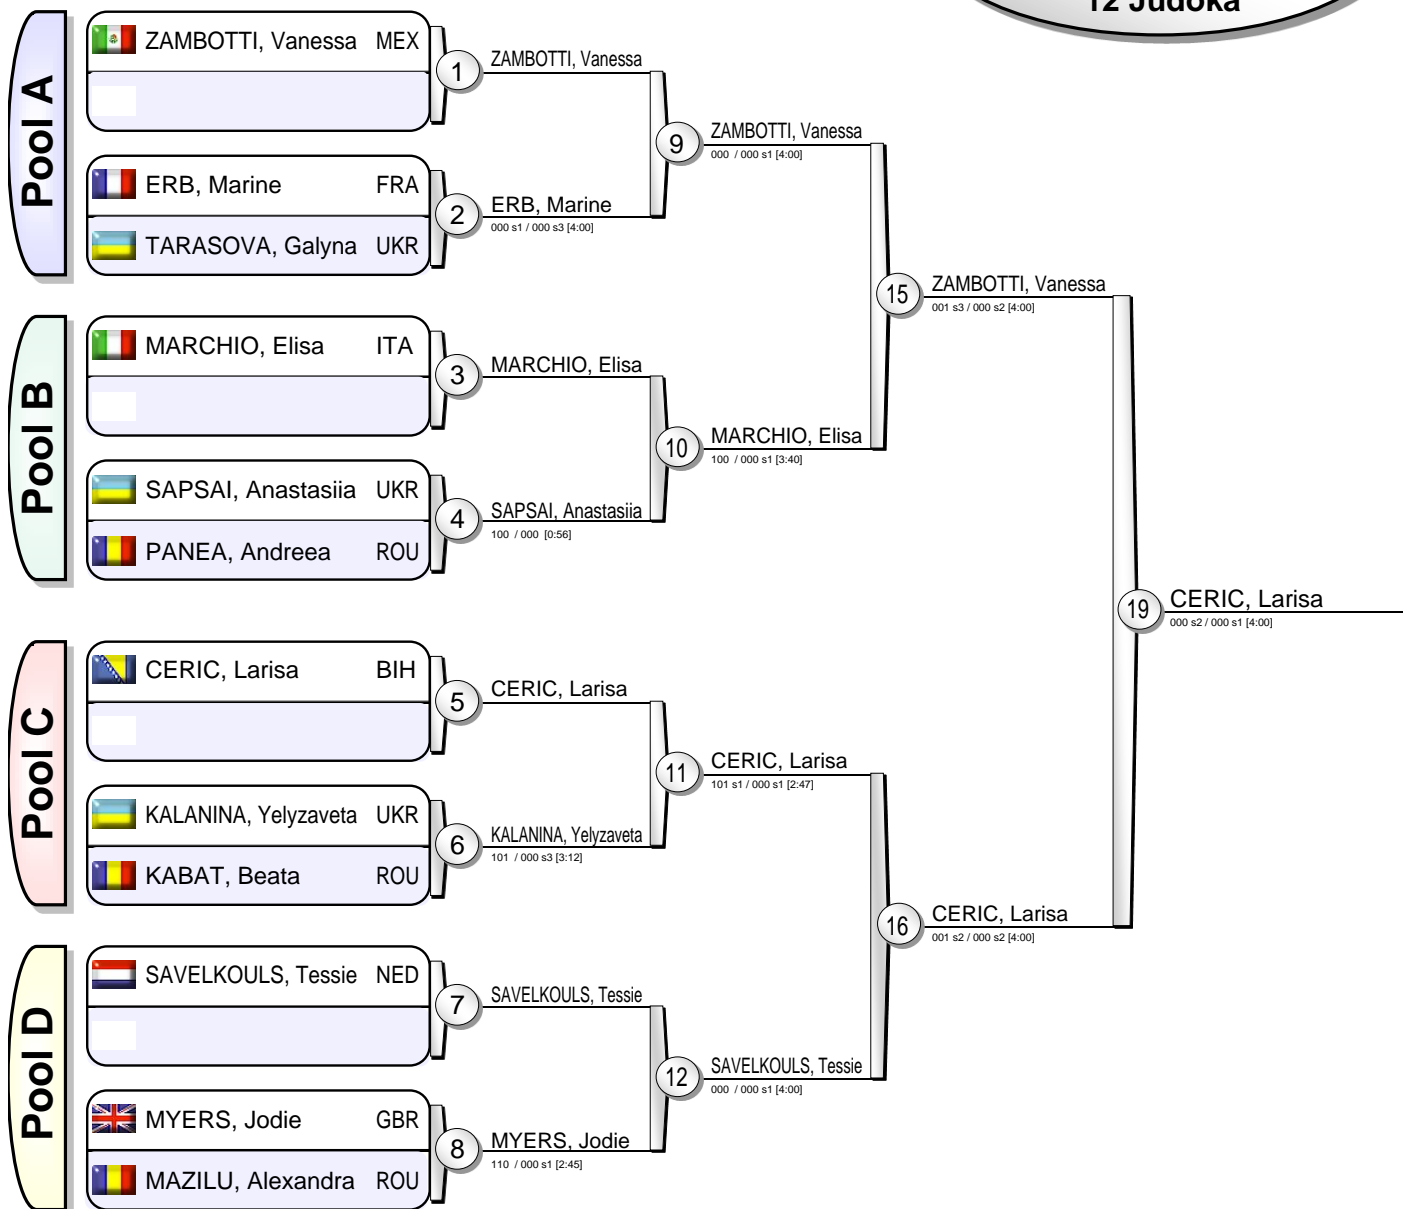 12 Judoka
Pool A
ZAMBOTTI, Vanessa MEX
1
ZAMBOTTI, Vanessa
ERB, Marine FRA
TARASOVA, Galyna UKR
2
ERB, Marine
000 s1 / 000 s3 [4:00]
9
ZAMBOTTI, Vanessa
000 / 000 s1 [4:00]
Pool B
MARCHIO, Elisa ITA
3
MARCHIO, Elisa
SAPSAI, Anastasiia UKR
PANEA, Andreea ROU
4
SAPSAI, Anastasiia
100 / 000 [0:56]
10
MARCHIO, Elisa
100 / 000 s1 [3:40]
15
ZAMBOTTI, Vanessa
001 s3 / 000 s2 [4:00]
Pool C
CERIC, Larisa BIH
5
CERIC, Larisa
KALANINA, Yelyzaveta UKR
KABAT, Beata ROU
6
KALANINA, Yelyzaveta
101 / 000 s3 [3:12]
11
CERIC, Larisa
101 s1 / 000 s1 [2:47]
Pool D
SAVELKOULS, Tessie NED
7
SAVELKOULS, Tessie
MYERS, Jodie GBR
MAZILU, Alexandra ROU
8
MYERS, Jodie
110 / 000 s1 [2:45]
12
SAVELKOULS, Tessie
000 / 000 s1 [4:00]
16
CERIC, Larisa
001 s2 / 000 s2 [4:00]
19
CERIC, Larisa
000 s2 / 000 s1 [4:00]